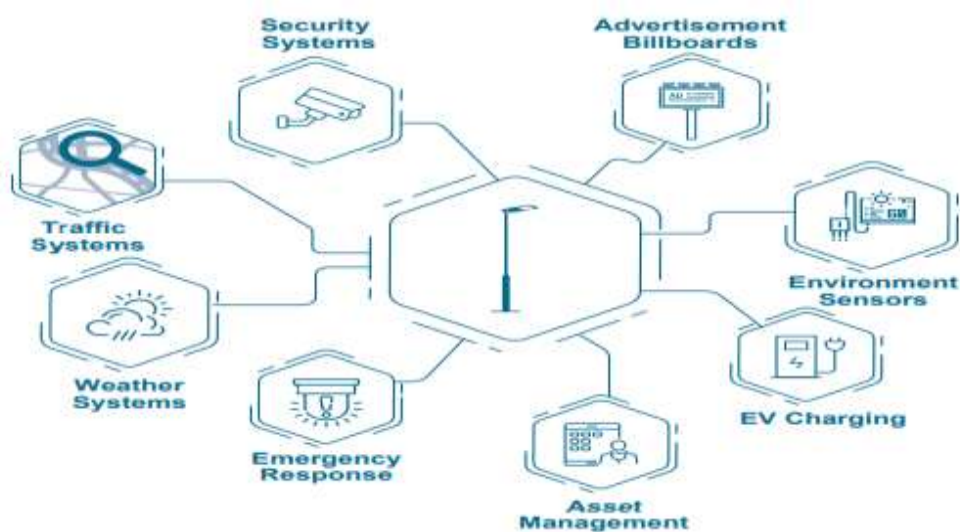 Security
Systems
Advertisement
Billboards
Traffic
Systems
Environment
Sensors
Weather
Systems
EV Charging
Emergency
Response
Asset
Management